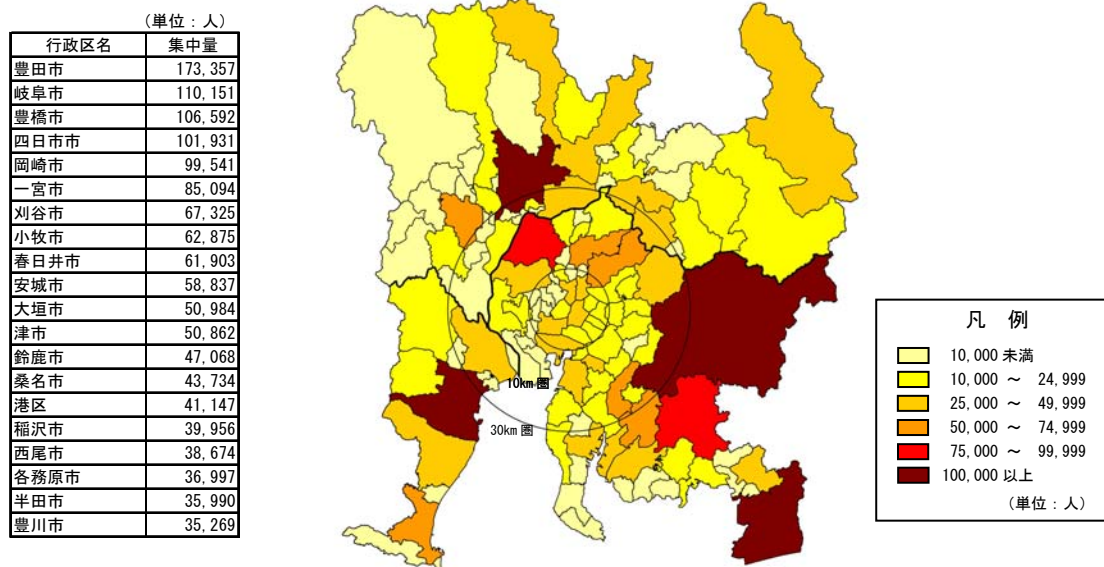 (単位：人)
行政区名 集中量
豊田市 173,357
岐阜市 110,151
豊橋市 106,592
四日市市 101,931
岡崎市 99,541
一宮市 85,094
刈谷市 67,325
小牧市 62,875
春日井市 61,903
安城市 58,837
大垣市 50,984
津市 50,862
鈴鹿市 47,068
桑名市 43,734
港区 41,147
稲沢市 39,956
西尾市 38,674
各務原市 36,997
半田市 35,990
豊川市 35,269
10km圏
30km圏
凡 例
10,000 未満
10,000 ～ 24,999
25,000 ～ 49,999
50,000 ～ 74,999
75,000 ～ 99,999
100,000 以上
(単位：人)